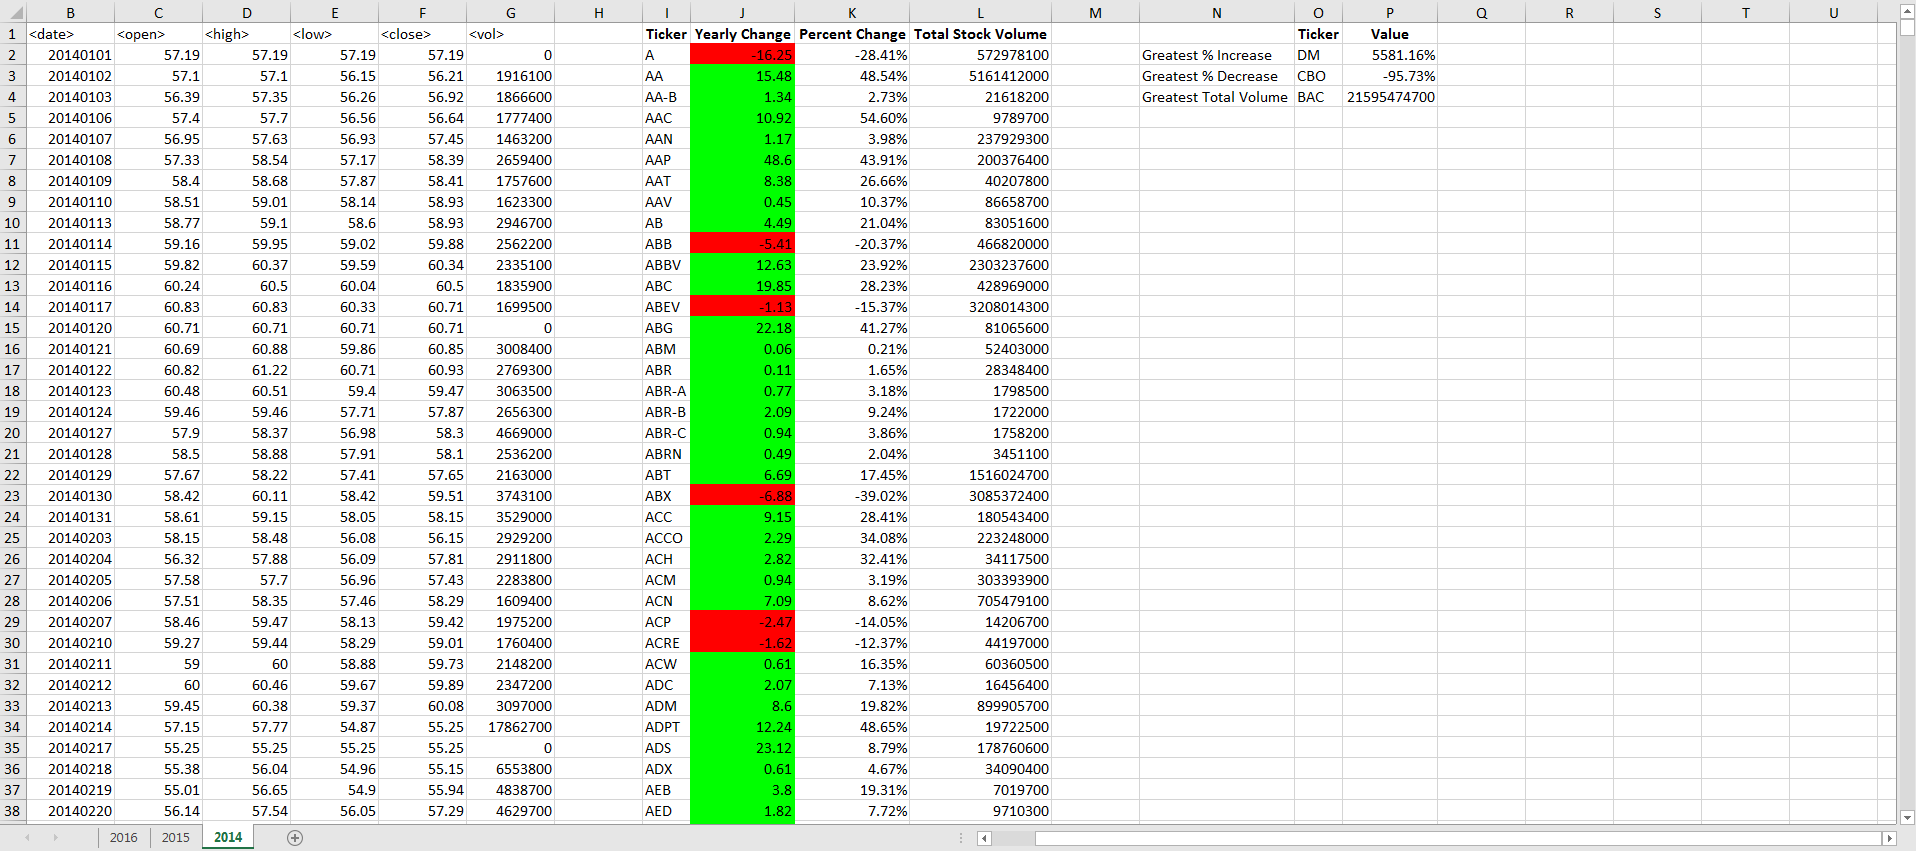 B C D E F G H I J K L M N O P Q R S T U
1 <date> <open> <high> <low> <close> <vol> Ticker Yearly Change Percent Change Total Stock Volume Ticker Value
2 20140101 57.19 57.19 57.19 57.19 0 A -16.25 -28.41% 572978100 Greatest % Increase DM 5581.16%
3 20140102 57.1 57.1 56.15 56.21 1916100 AA 15.48 48.54% 5161412000 Greatest % Decrease CBO -95.73%
4 20140103 56.39 57.35 56.26 56.92 1866600 AA-B 1.34 2.73% 21618200 Greatest Total Volume BAC 21595474700
5 20140106 57.4 57.7 56.56 56.64 1777400 AAC 10.92 54.60% 9789700
6 20140107 56.95 57.63 56.93 57.45 1463200 AAN 1.17 3.98% 237929300
7 20140108 57.33 58.54 57.17 58.39 2659400 AAP 48.6 43.91% 200376400
8 20140109 58.4 58.68 57.87 58.41 1757600 AAT 8.38 26.66% 40207800
9 20140110 58.51 59.01 58.14 58.93 1623300 AAV 0.45 10.37% 86658700
10 20140113 58.77 59.1 58.6 58.93 2946700 AB 4.49 21.04% 83051600
11 20140114 59.16 59.95 59.02 59.88 2562200 ABB -5.41 -20.37% 466820000
12 20140115 59.82 60.37 59.59 60.34 2335100 ABBV 12.63 23.92% 2303237600
13 20140116 60.24 60.5 60.04 60.5 1835900 ABC 19.85 28.23% 428969000
14 20140117 60.83 60.83 60.33 60.71 1699500 ABEV -1.13 -15.37% 3208014300
15 20140120 60.71 60.71 60.71 60.71 0 ABG 22.18 41.27% 81065600
16 20140121 60.69 60.88 59.86 60.85 3008400 ABM 0.06 0.21% 52403000
17 20140122 60.82 61.22 60.71 60.93 2769300 ABR 0.11 1.65% 28348400
18 20140123 60.48 60.51 59.4 59.47 3063500 ABR-A 0.77 3.18% 1798500
19 20140124 59.46 59.46 57.71 57.87 2656300 ABR-B 2.09 9.24% 1722000
20 20140127 57.9 58.37 56.98 58.3 4669000 ABR-C 0.94 3.86% 1758200
21 20140128 58.5 58.88 57.91 58.1 2536200 ABRN 0.49 2.04% 3451100
22 20140129 57.67 58.22 57.41 57.65 2163000 ABT 6.69 17.45% 1516024700
23 20140130 58.42 60.11 58.42 59.51 3743100 ABX -6.88 -39.02% 3085372400
24 20140131 58.61 59.15 58.05 58.15 3529000 ACC 9.15 28.41% 180543400
25 20140203 58.15 58.48 56.08 56.15 2929200 ACCO 2.29 34.08% 223248000
26 20140204 56.32 57.88 56.09 57.81 2911800 ACH 2.82 32.41% 34117500
27 20140205 57.58 57.7 56.96 57.43 2283800 ACM 0.94 3.19% 303393900
28 20140206 57.51 58.35 57.46 58.29 1609400 ACN 7.09 8.62% 705479100
29 20140207 58.46 59.47 58.13 59.42 1975200 ACP -2.47 -14.05% 14206700
30 20140210 59.27 59.44 58.29 59.01 1760400 ACRE -1.62 -12.37% 44197000
31 20140211 59 60 58.88 59.73 2148200 ACW 0.61 16.35% 60360500
32 20140212 60 60.46 59.67 59.89 2347200 ADC 2.07 7.13% 16456400
33 20140213 59.45 60.38 59.37 60.08 3097000 ADM 8.6 19.82% 899905700
34 20140214 57.15 57.77 54.87 55.25 17862700 ADPT 12.24 48.65% 19722500
35 20140217 55.25 55.25 55.25 55.25 0 ADS 23.12 8.79% 178760600
36 20140218 55.38 56.04 54.96 55.15 6553800 ADX 0.61 4.67% 34090400
37 20140219 55.01 56.65 54.9 55.94 4838700 AEB 3.8 19.31% 7019700
38 20140220 56.14 57.54 56.05 57.29 4629700 AED 1.82 7.72% 9710300
2016 2015 2014